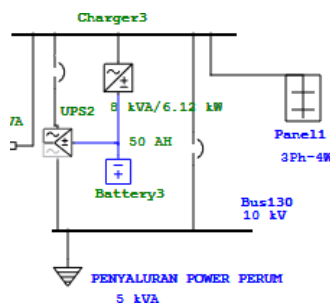 Charger3
8 kVA/6.12 kW
UPS2
VA
Panel1
50 AH
3Ph-4W
Battery3
Bus130
10 kV
PENYALURAN POWER PERUM
5 kVA